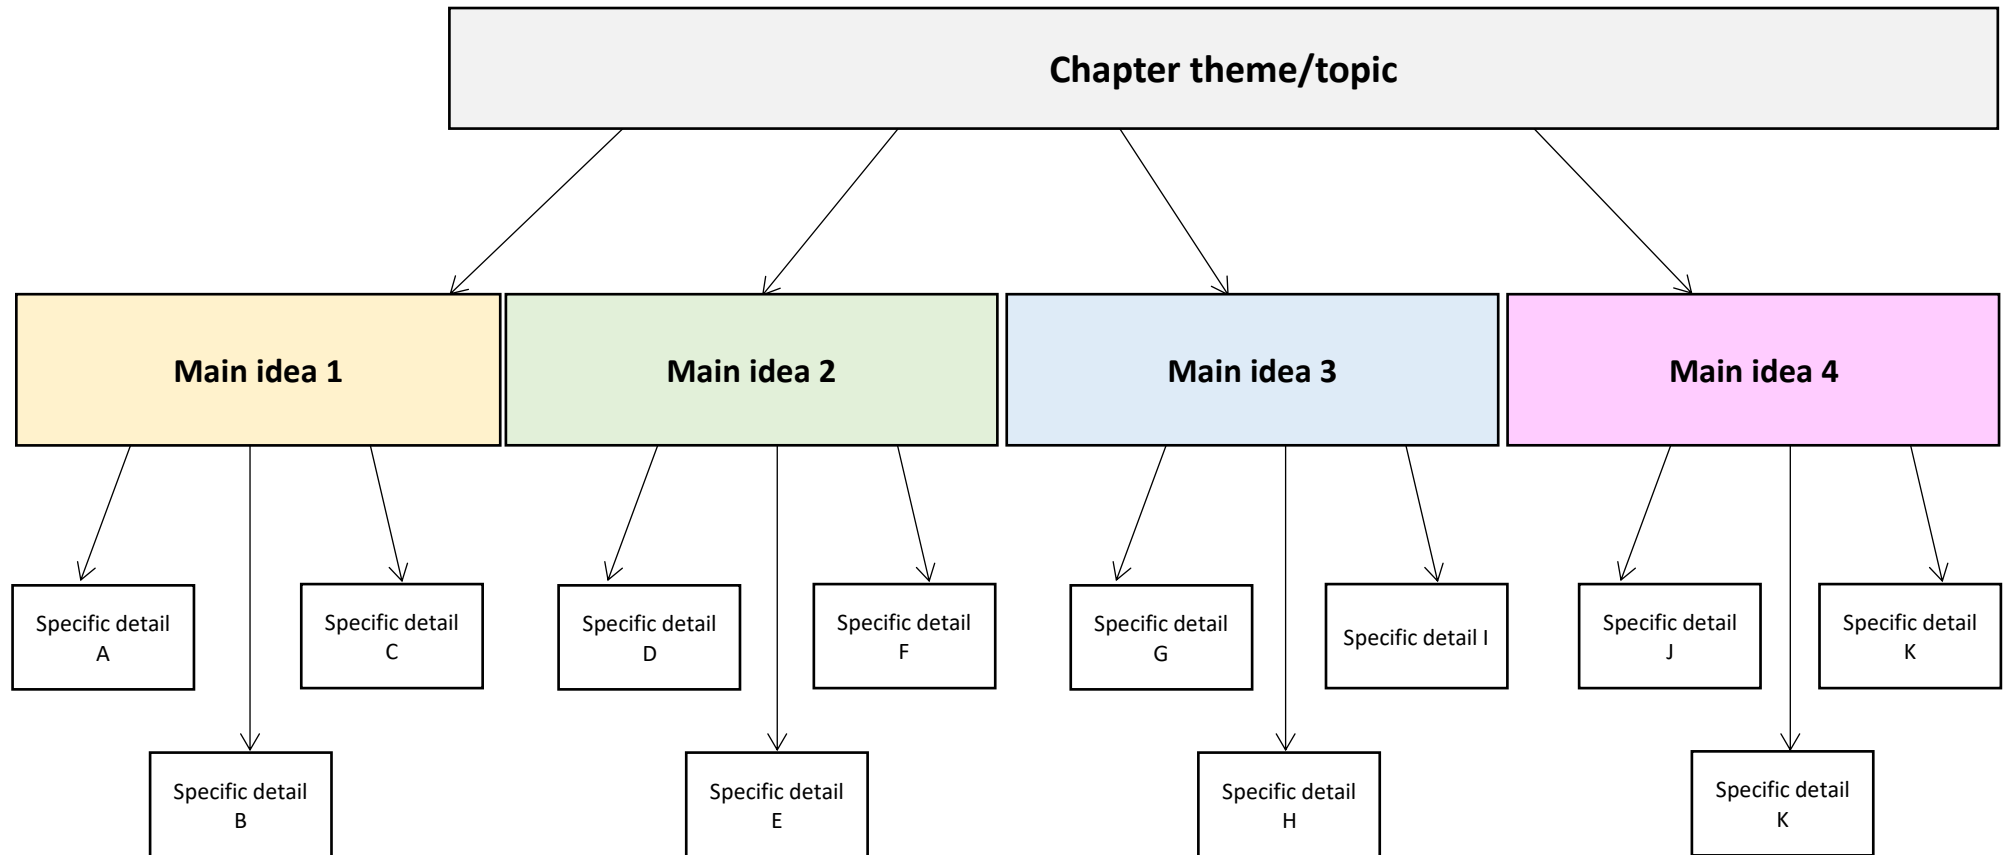 Chapter theme/topic
Main idea 1
Main idea 2
Main idea 3
Main idea 4
Specific detail
A
Specific detail
C
Specific detail
D
Specific detail
F
Specific detail
G
Specific detail I
Specific detail
J
Specific detail
K
Specific detail
B
Specific detail
E
Specific detail
H
Specific detail
K